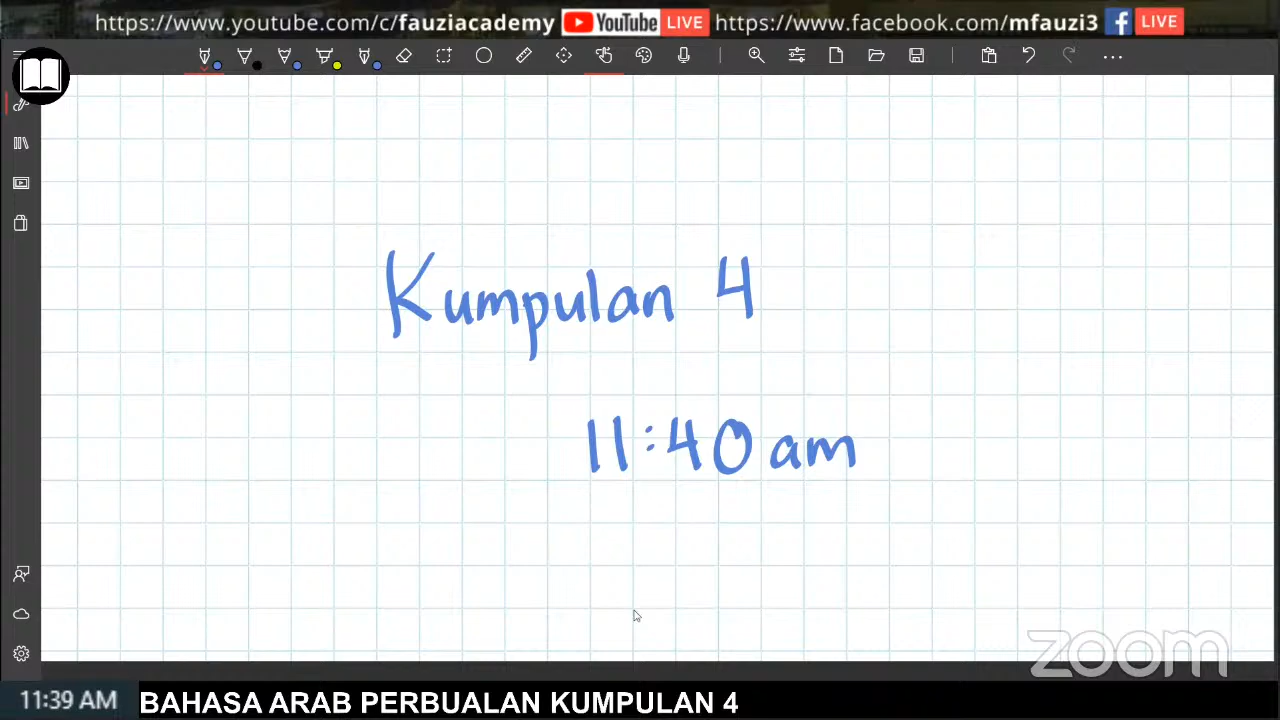 https://www.youtube.com/c/fauziacademy YouTube LIVE https://www.facebook.com/mfauzi3 f LIVE
Kumpulan 4
11:40 am
zoom
11:39 AM BAHASA ARAB PERBUALAN KUMPULAN 4